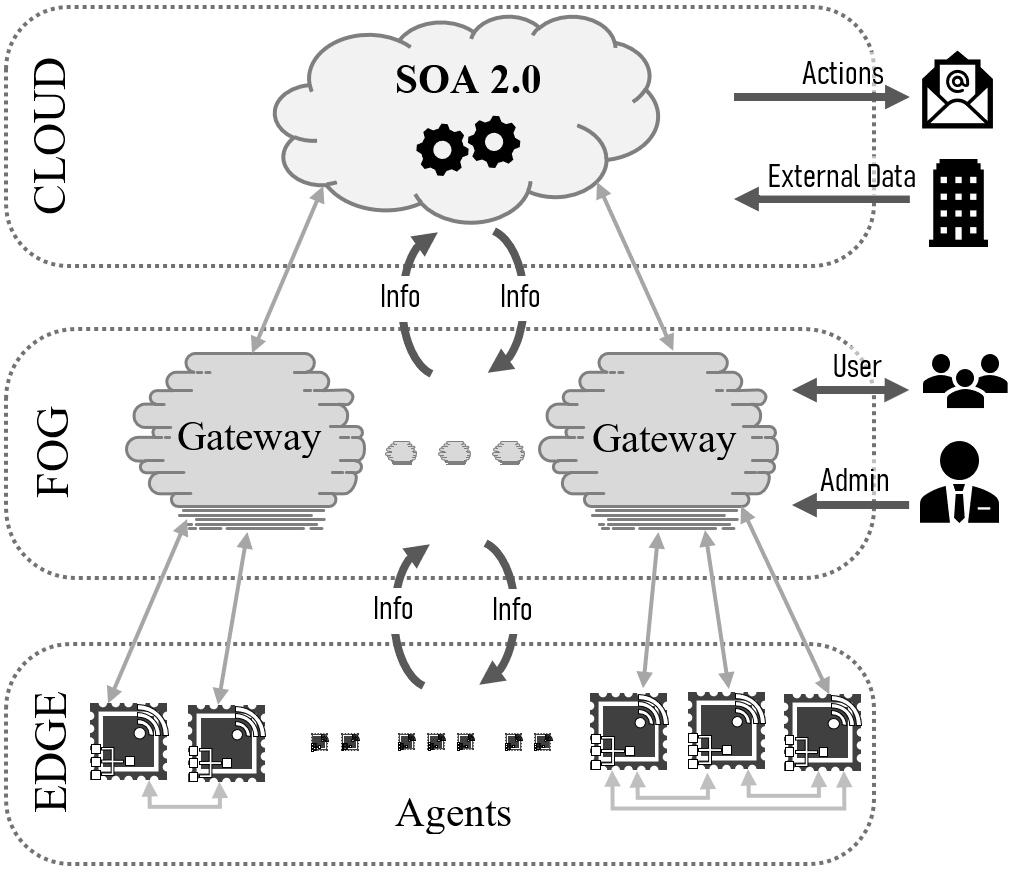 CLOUD
SOA 2.0
Actions
@
External Data
Info
Info
FOG
Gateway
Gateway
User
Admin
Info
Info
EDGE
Agents